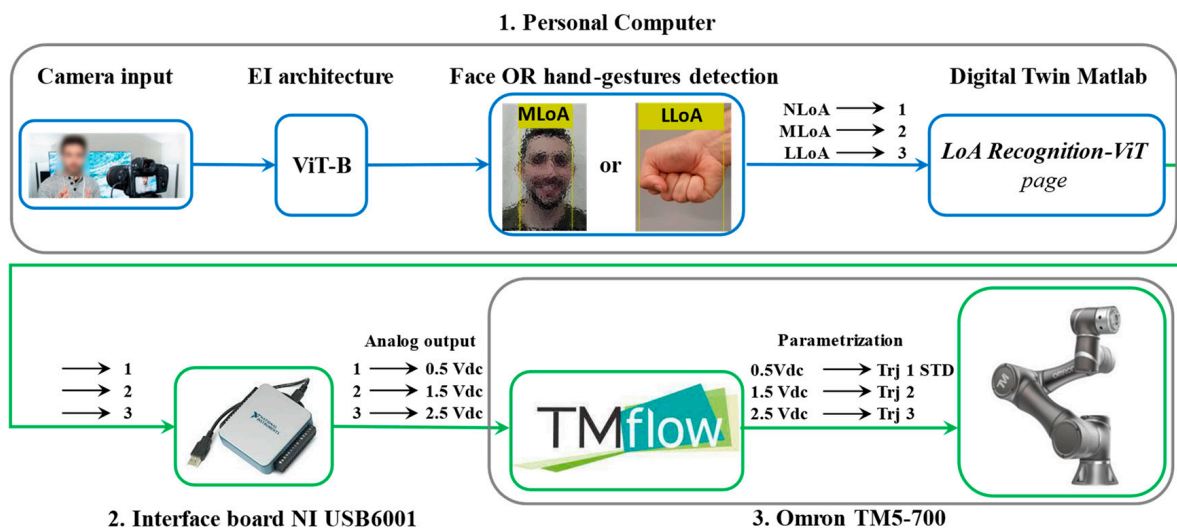 1. Personal Computer
Camera input
EI architecture
Face OR hand-gestures detection
Digital Twin Matlab
ViT-B
MLoA
or
LLoA
NLoA 1
MLoA 2
LLoA 3
LoA Recognition-ViT
page
1
2
3
Analog output
1 0.5 Vdc
2 1.5 Vdc
3 2.5 Vdc
TMflow
Parametrization
0.5Vdc Trj 1 STD
1.5 Vdc Trj 2
2.5 Vdc Trj 3
TM
2. Interface board NI USB6001
3. Omron TM5-700